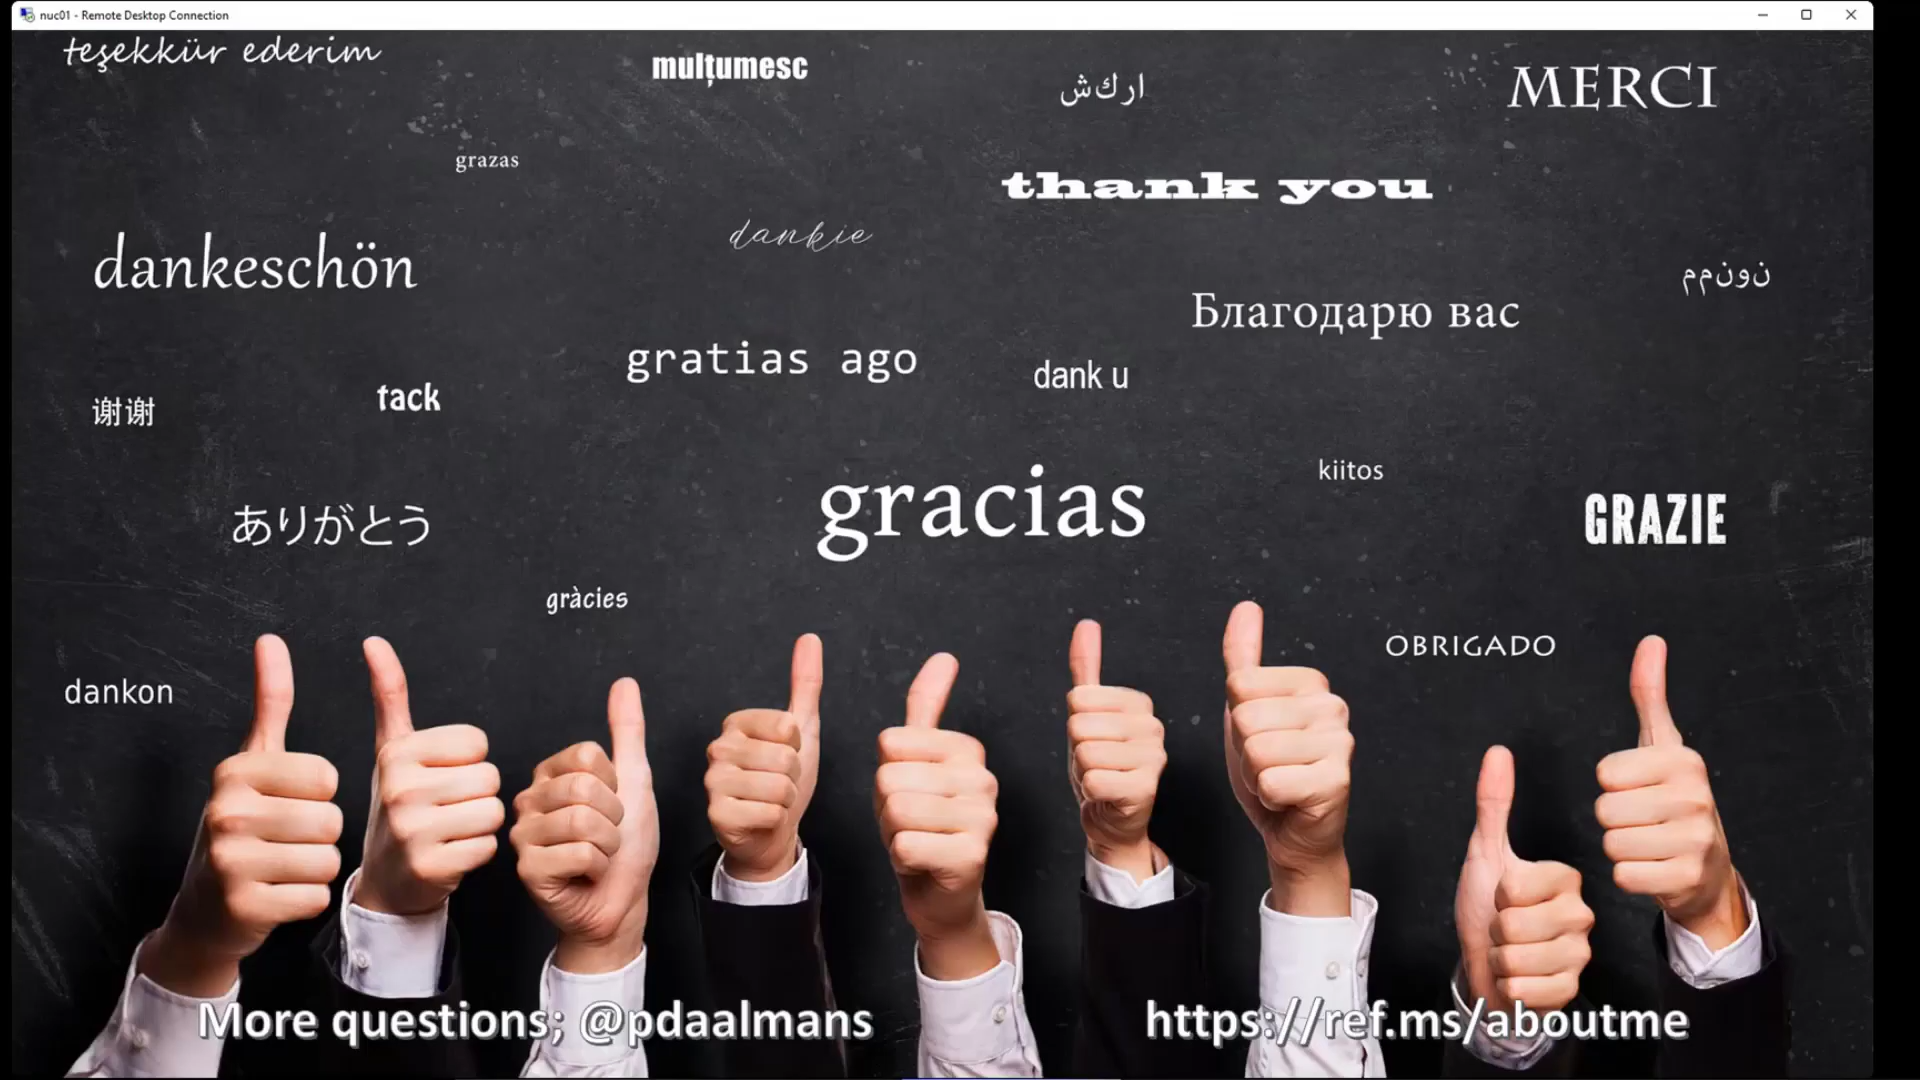 nuc01 - Remote Desktop Connection
teşekkür ederim
mulțumesc
ش‌ك‌ر‌ا
MERCI
grazas
thank you
dankie
dankeschön
م‌م‌ن‌و‌ن
Благодарю вас
gratias ago
dank u
tack
谢谢
kiitos
gracias
GRAZIE
ありがとう
gràcies
OBRIGADO
dankon
More questions; @pdaalmans
https://ref.ms/aboutme